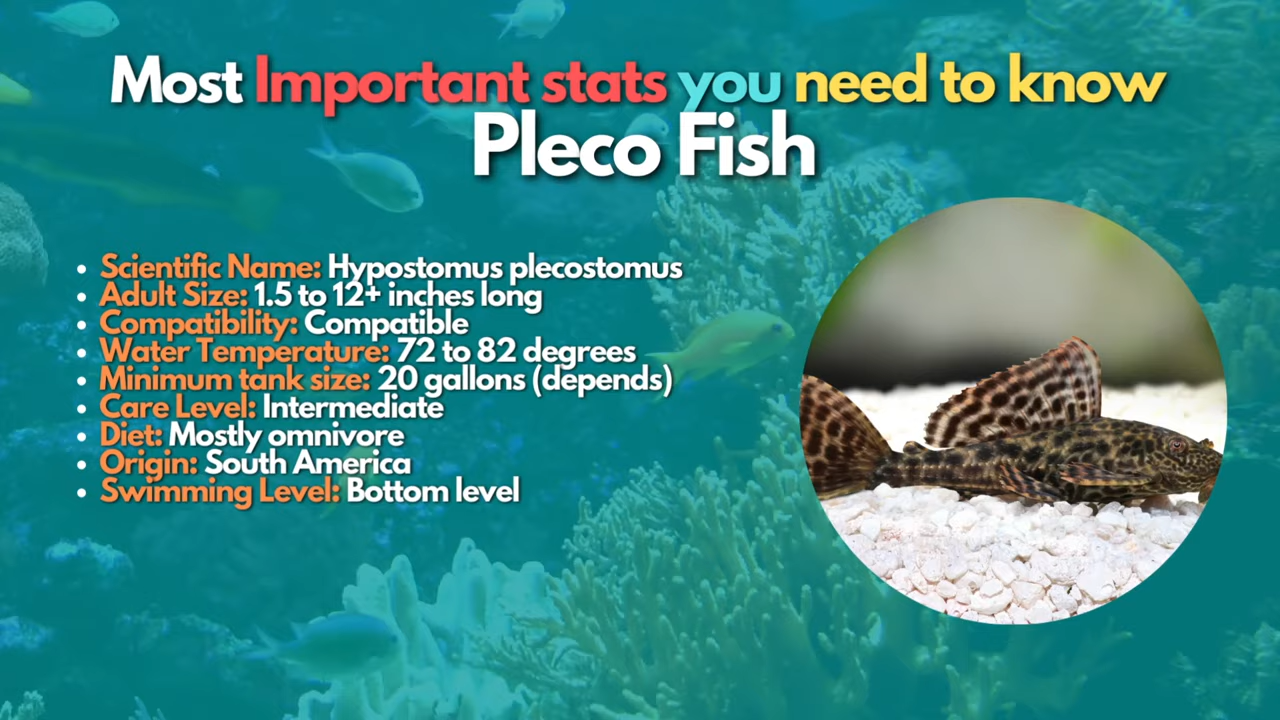 Most Important stats you need to know
Pleco Fish
• Scientific Name: Hypostomus plecostomus
• Adult Size: 1.5 to 12+ inches long
• Compatibility: Compatible
• Water Temperature: 72 to 82 degrees
• Minimum tank size: 20 gallons (depends)
• Care Level: Intermediate
• Diet: Mostly omnivore
• Origin: South America
• Swimming Level: Bottom level